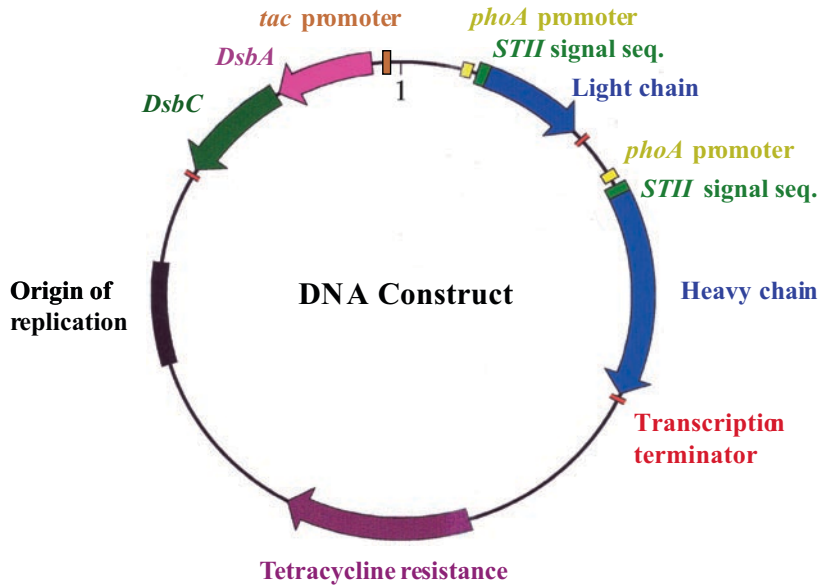 tac promoter
phoA promoter
DsbA
STII signal seq.
Light chain
DsbC
1
phoA promoter
STII signal seq.
Origin of
replication
DNA Construct
Heavy chain
Transcription
terminator
Tetracycline resistance